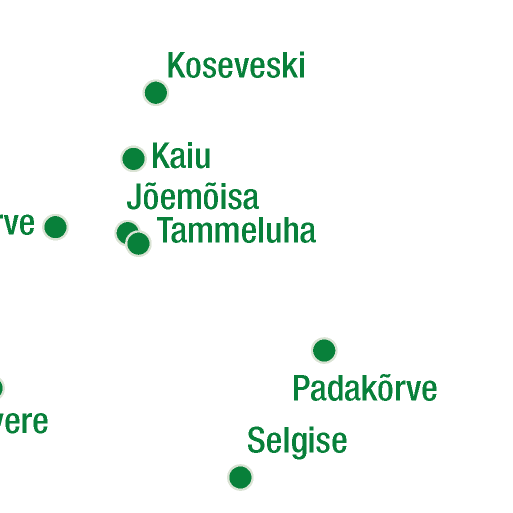 Koseveski
Kaiu
Jõemõisa
rve
Tammeluha
Padakõrve
vere
Selgise